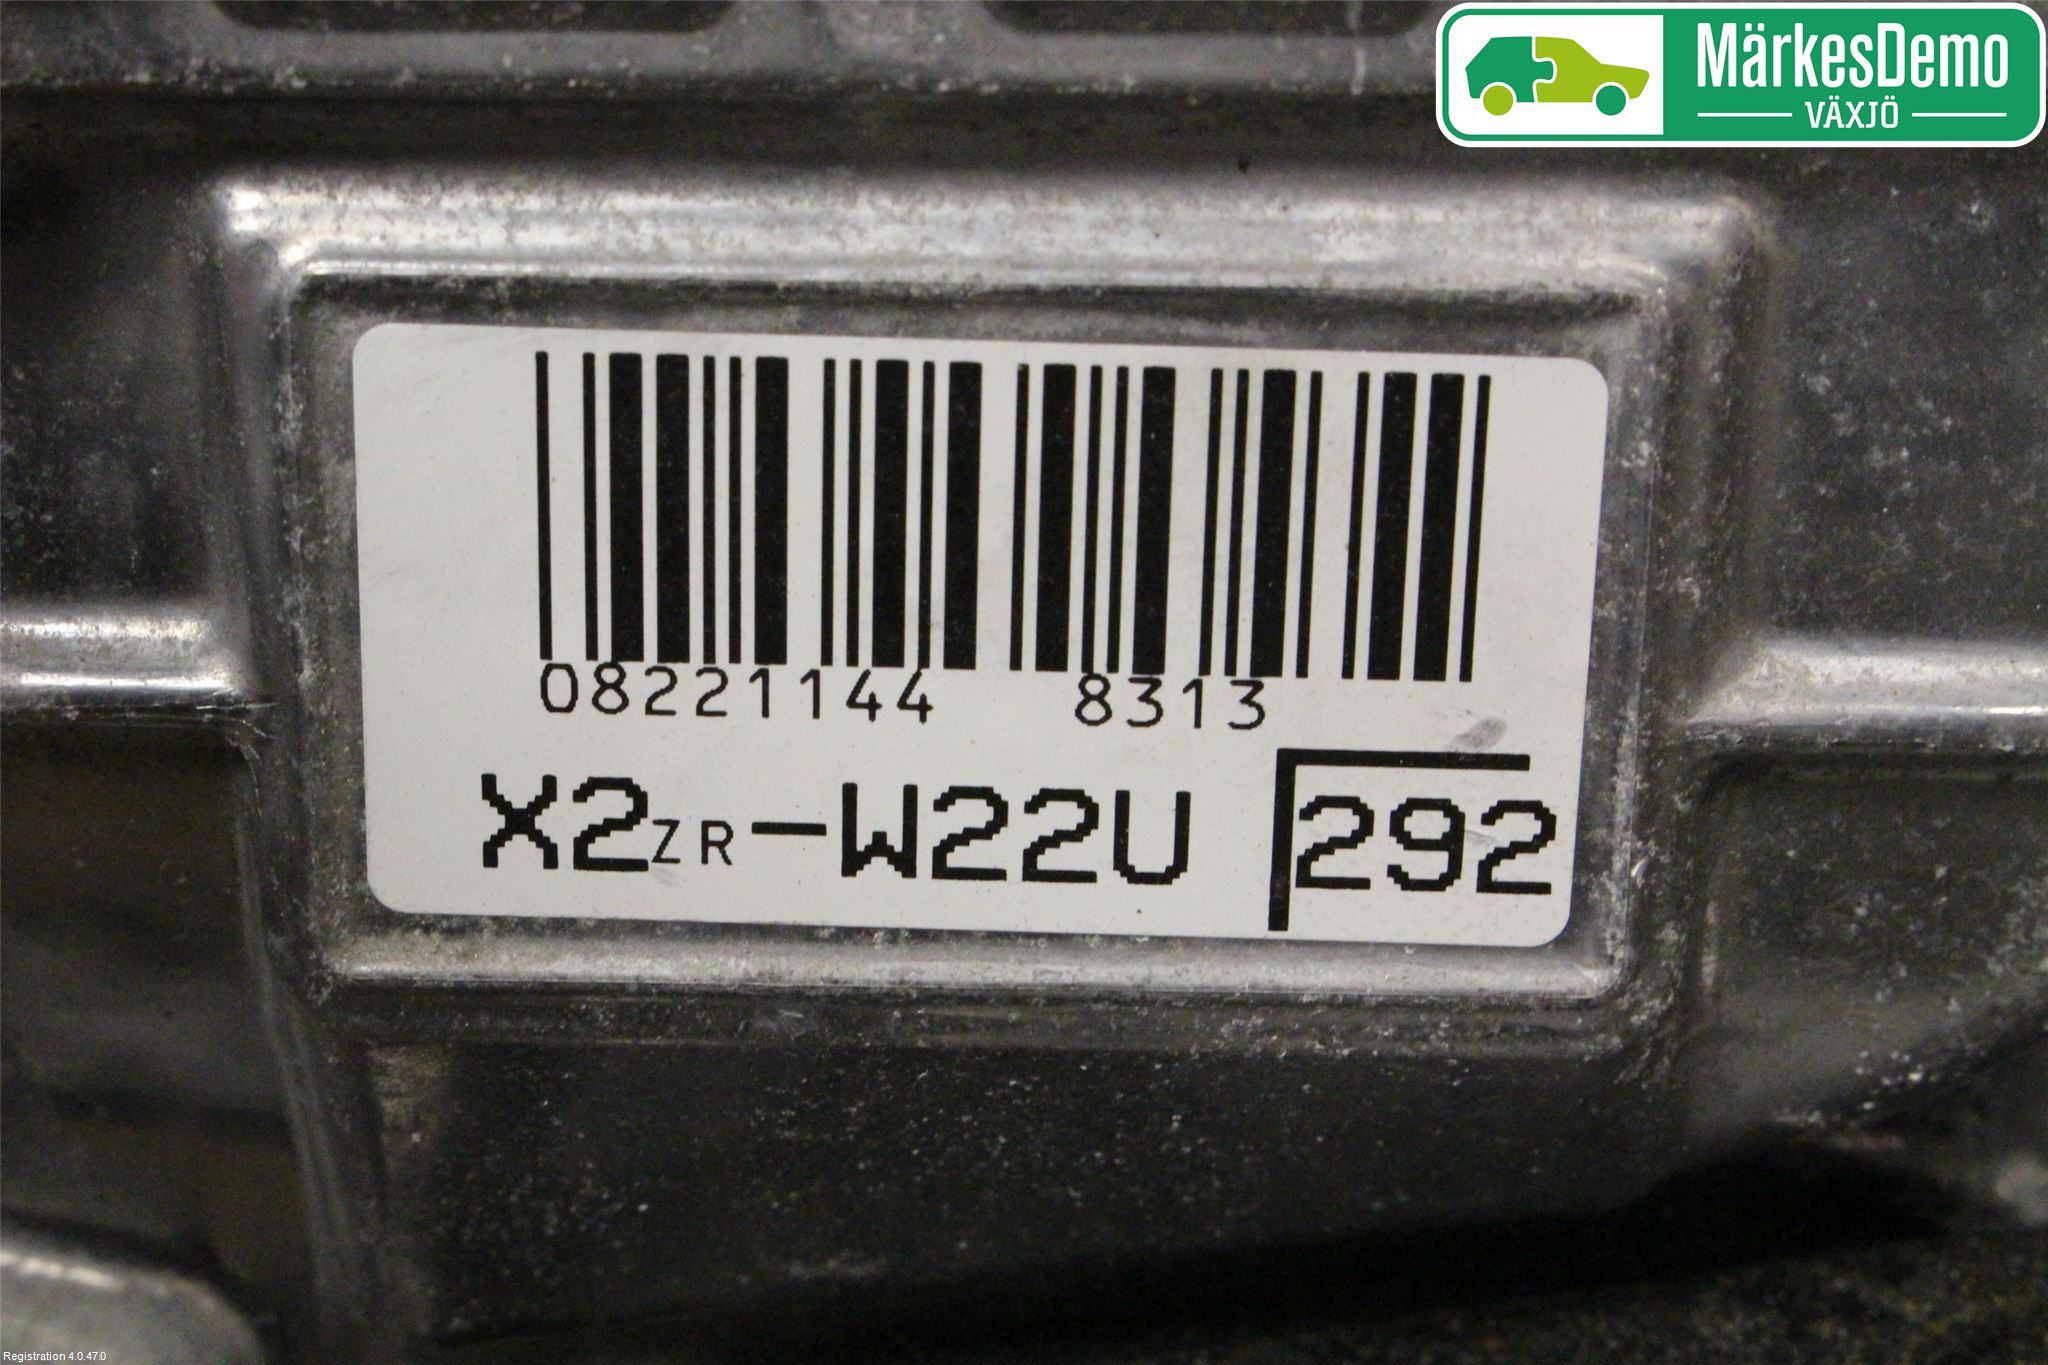 MärkesDemo
VÄXJÖ
08221144 8313
X2ZR-W22U 292
Registration 4.0.47.0